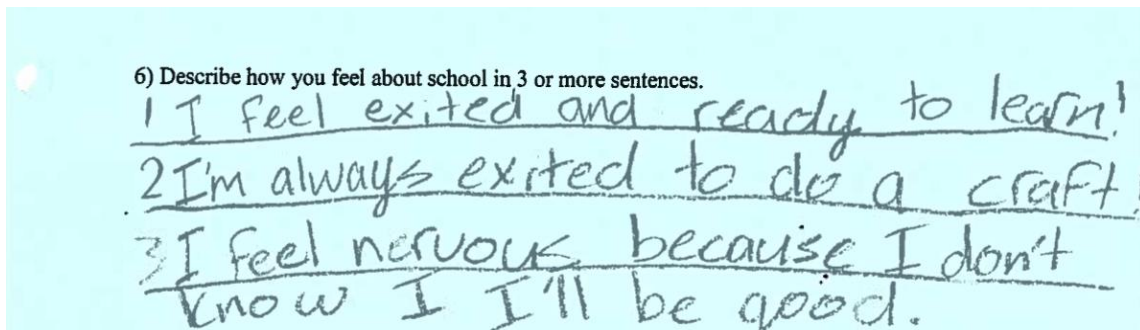 6) Describe how you feel about school in 3 or more sentences.
1 I feel exited and ready to learn!
2 I'm always exited to do a craft!
3 I feel nervous because I don't
know I I'll be good.